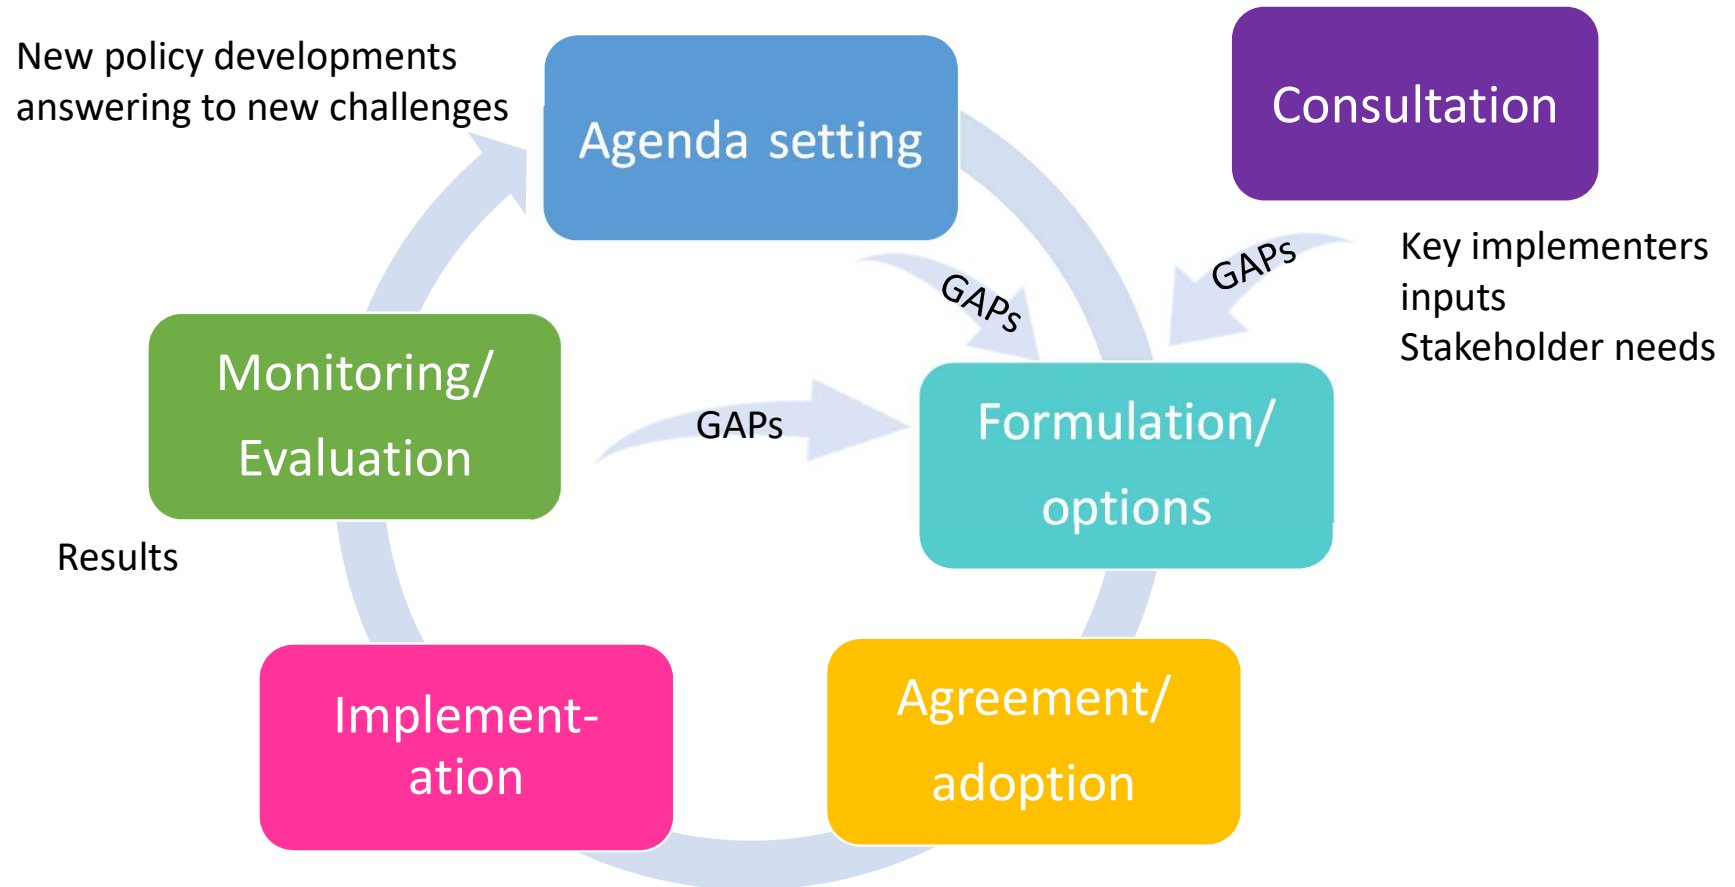 New policy developments
answering to new challenges
Agenda setting
Consultation
GAPs
GAPs
Key implementers
inputs
Stakeholder needs
Monitoring/
Evaluation
GAPs
Formulation/
options
Results
Implement-
ation
Agreement/
adoption